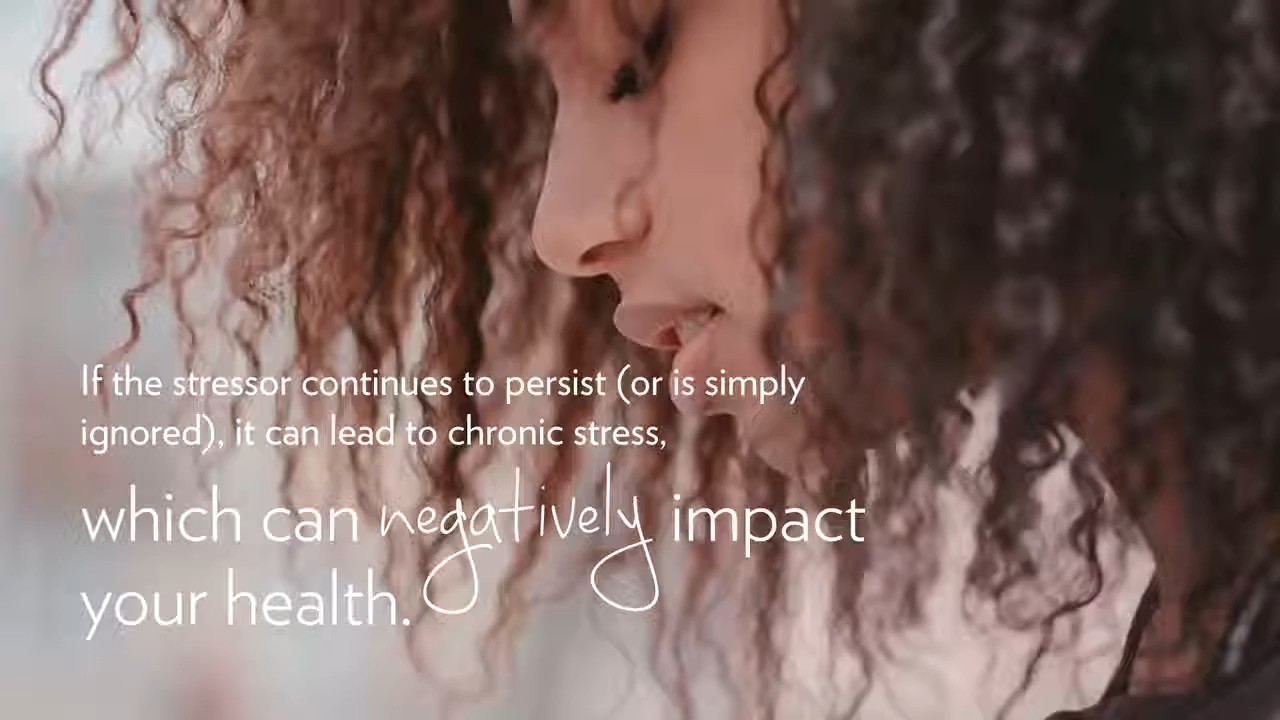 If the stressor continues to persist (or is simply
ignored), it can lead to chronic stress,
which can negatively impact
your health.